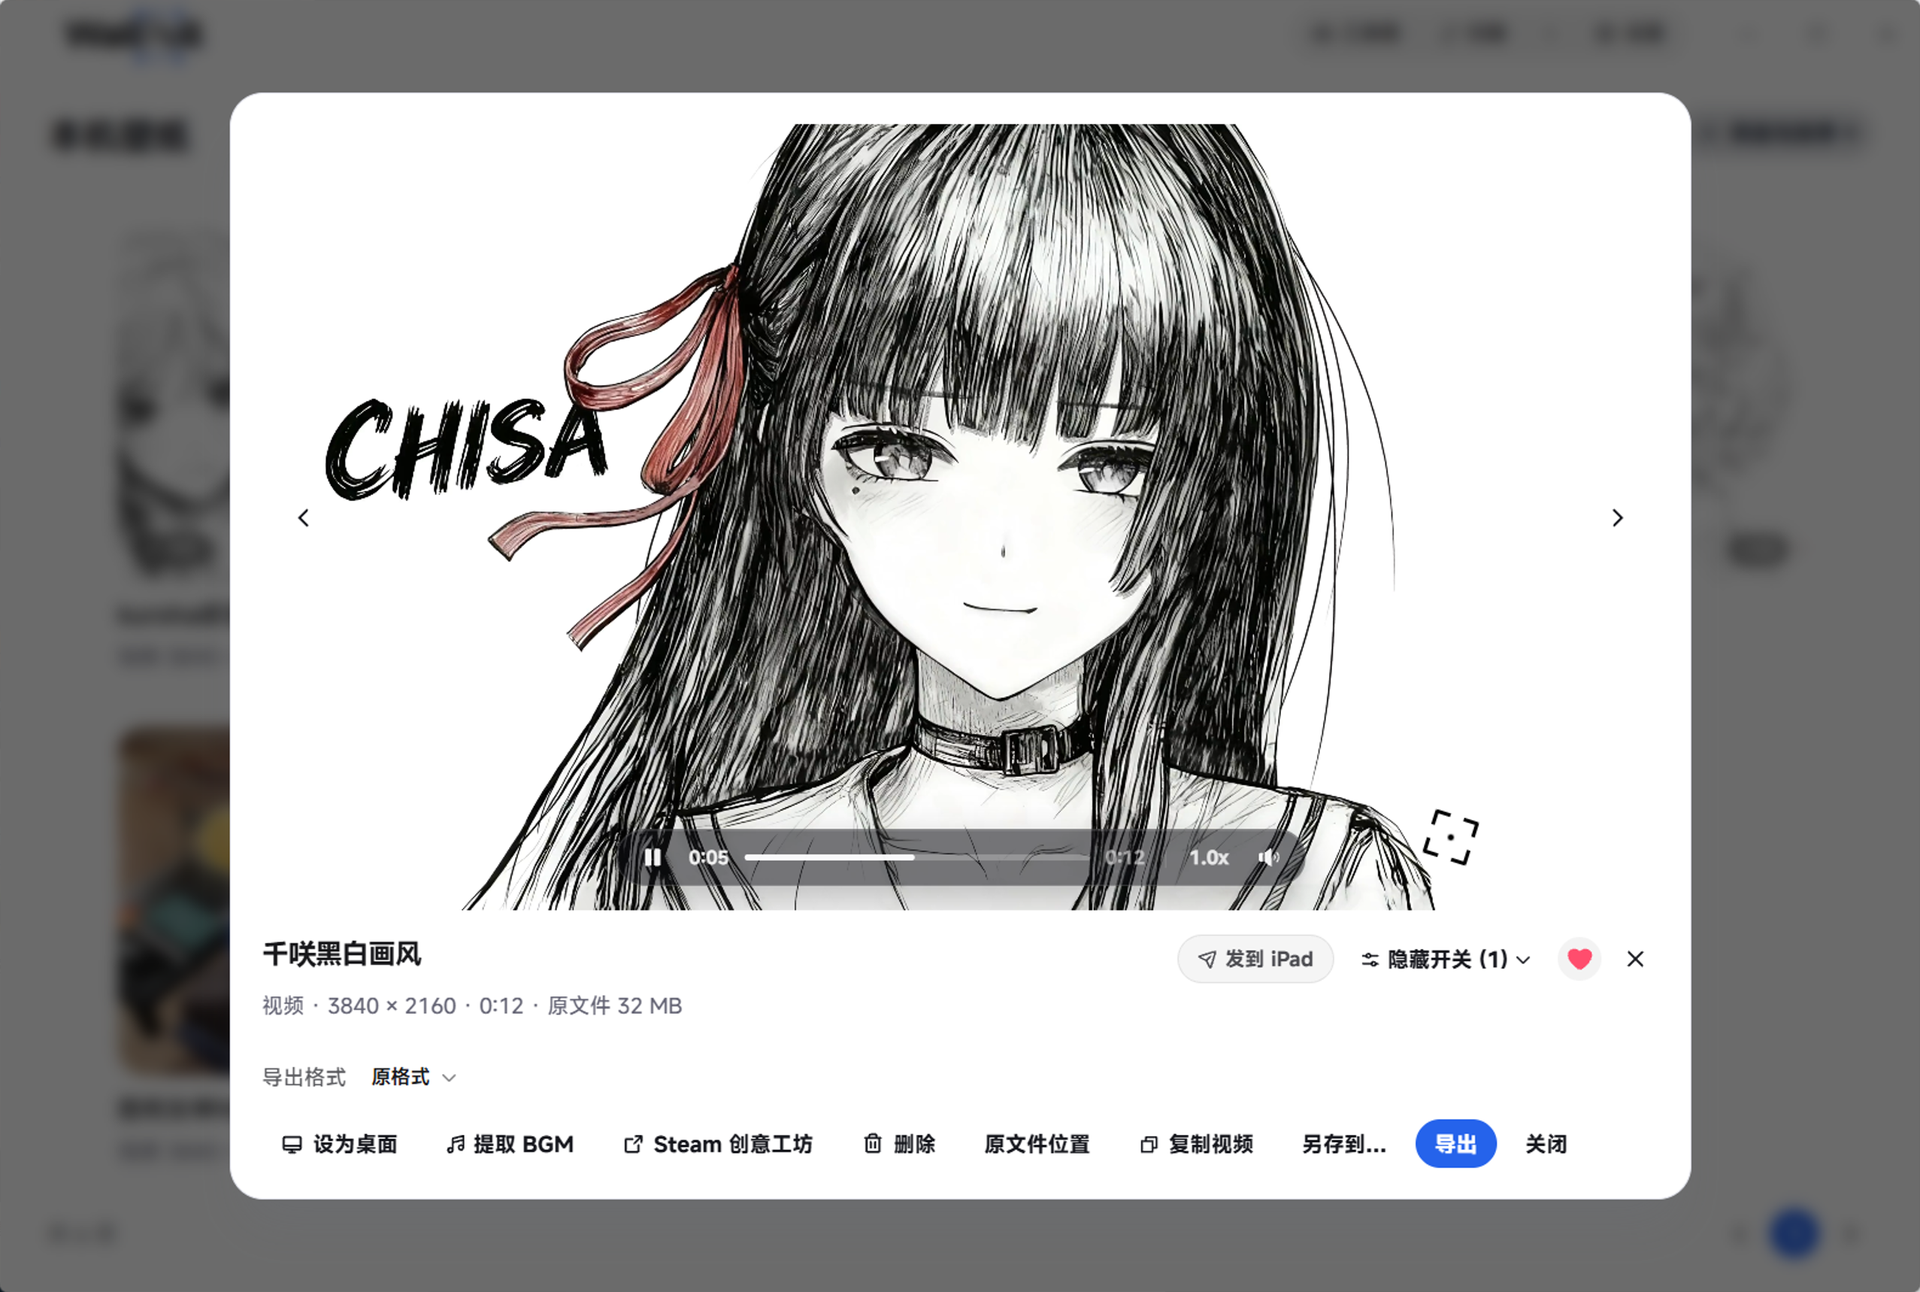 CHISA
0:05
0:12
1.0x
千咲黑白画风
发到 iPad
隐藏开关 (1)
视频 · 3840 × 2160 · 0:12 · 原文件 32 MB
导出格式
原格式
设为桌面
提取 BGM
Steam 创意工坊
删除
原文件位置
复制视频
另存到...
导出
关闭